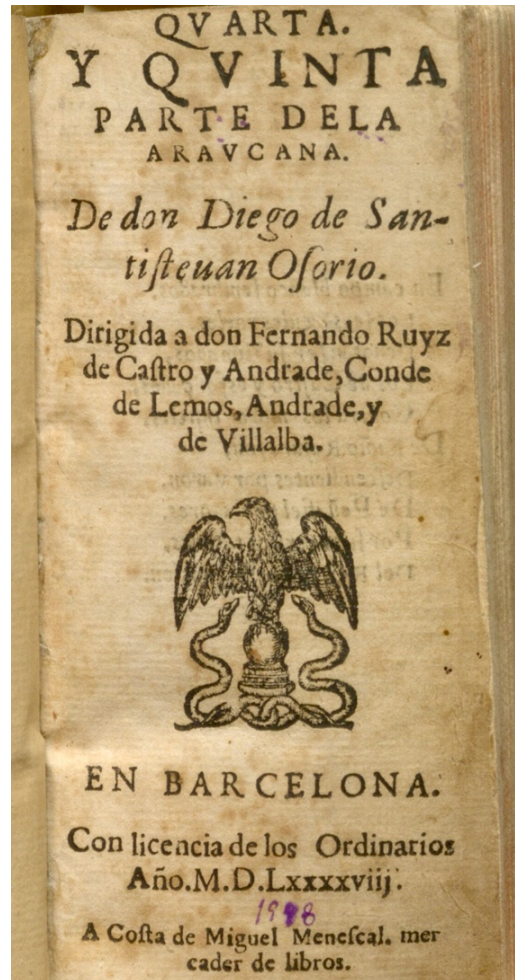 QVARTA.
Y QVINTA
PARTE DELA
ARAVCANA.
De don Diego de San-
tiſteuan Oſorio.
Dirigida a don Fernando Ruyz
de Caſtro y Andrade, Conde
de Lemos, Andrade, y
de Villalba.
EN BARCELONA.
Con licencia de los Ordinarios
Año. M. D. Lxxxxviij.
1998
A Coſta de Miguel Meneſcal. mer
cader de libros.